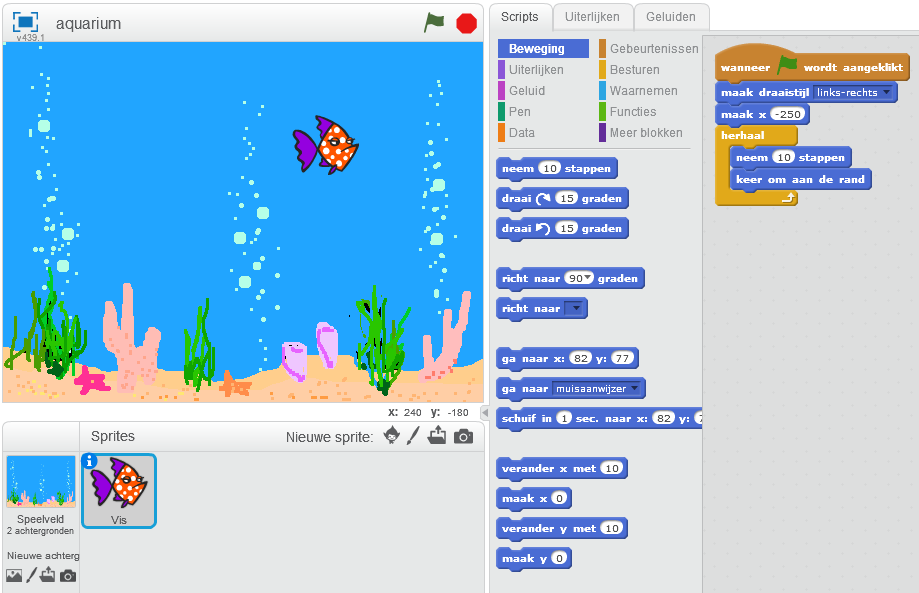 aquarium
v439.1
x: 240 y: -180
Sprites
Nieuwe sprite:
Speelveld
2 achtergronden
Nieuwe achterg
Vis
Scripts
Uiterlijken
Geluiden
Beweging
Gebeurtenissen
Uiterlijken
Besturen
Geluid
Waarnemen
Pen
Functies
Data
Meer blokken
neem 10 stappen
draai 15 graden
draai 15 graden
richt naar 90 graden
richt naar
ga naar x: 82 y: 77
ga naar muisaanwijzer
schuif in 1 sec. naar x: 82 y:
verander x met 10
maak x 0
verander y met 10
maak y 0
wanneer wordt aangeklikt
maak draaistijl links-rechts
maak x -250
herhaal
neem 10 stappen
keer om aan de rand